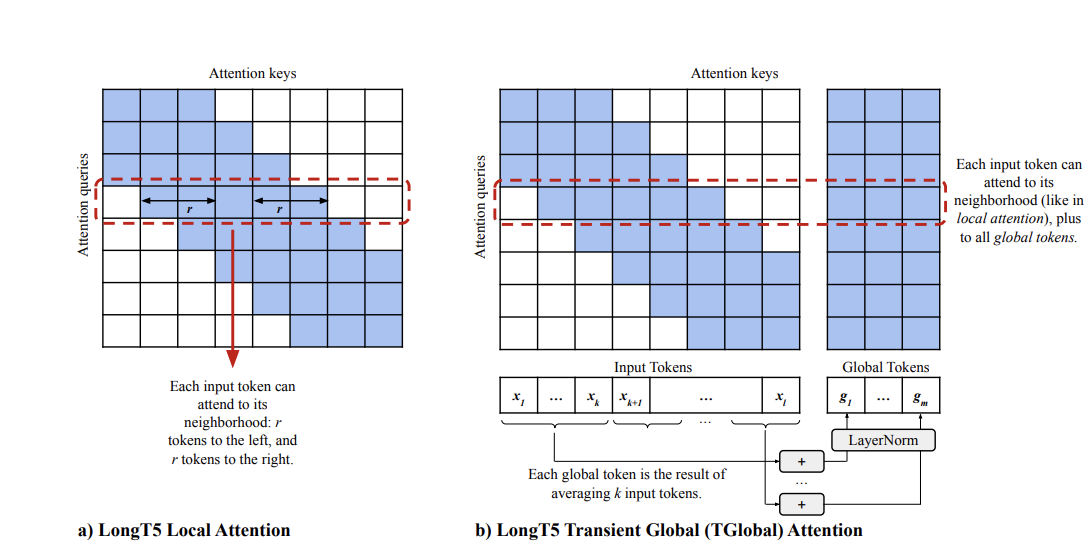 Attention keys
Attention queries
r
r
Each input token can
attend to its
neighborhood: r
tokens to the left, and
r tokens to the right.
a) LongT5 Local Attention
Attention keys
Attention queries
Each input token can
attend to its
neighborhood (like in
local attention), plus
to all global tokens.
Input Tokens
Global Tokens
x1 ... xk xk+1 ... xl
g1 ... gm
...
LayerNorm
+
...
+
Each global token is the result of
averaging k input tokens.
b) LongT5 Transient Global (TGlobal) Attention